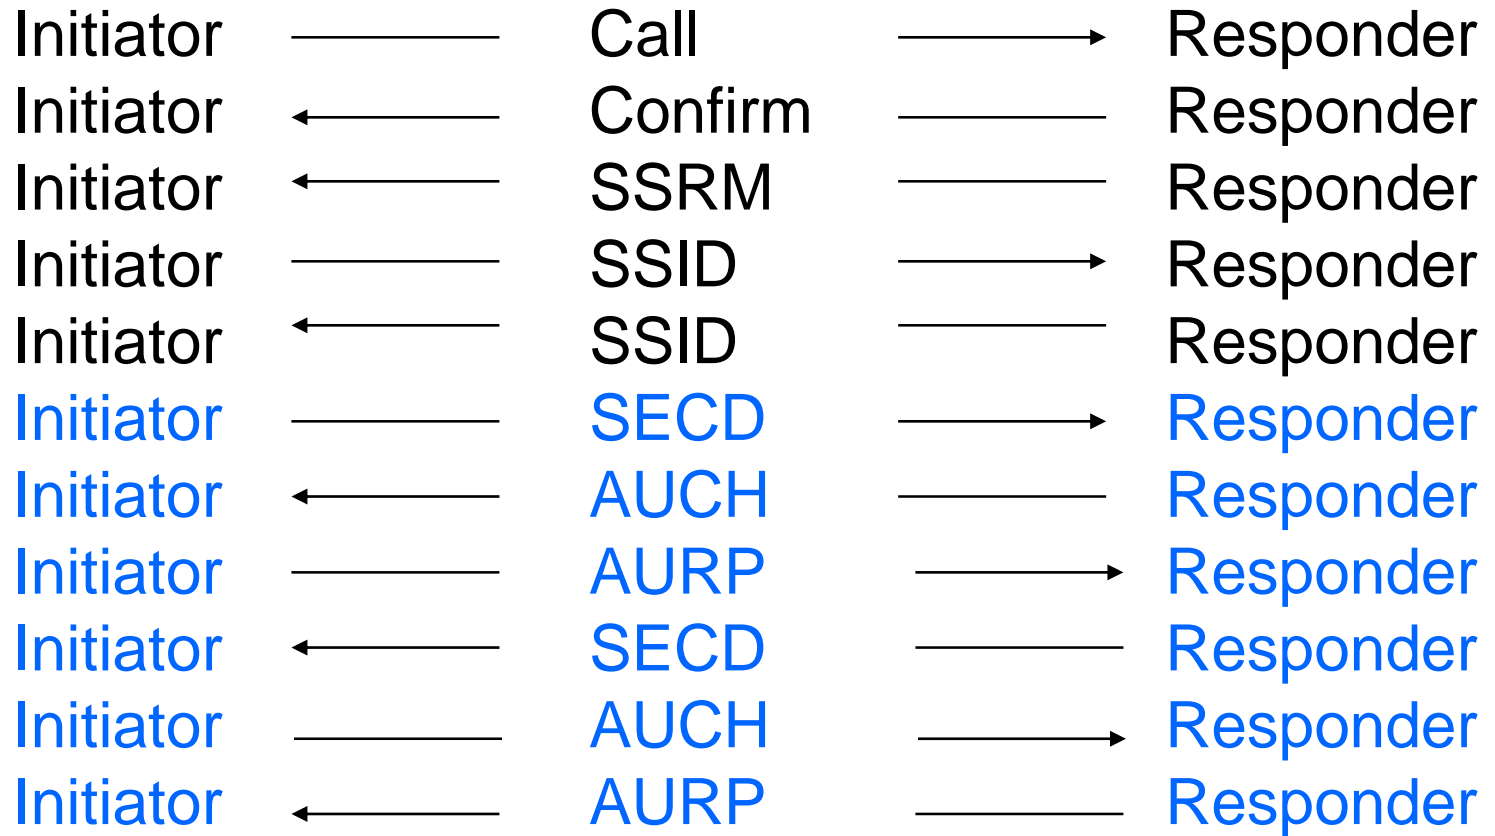 Initiator Call Responder
Initiator Confirm Responder
Initiator SSRM Responder
Initiator SSID Responder
Initiator SSID Responder
Initiator SECD Responder
Initiator AUCH Responder
Initiator AURP Responder
Initiator SECD Responder
Initiator AUCH Responder
Initiator AURP Responder